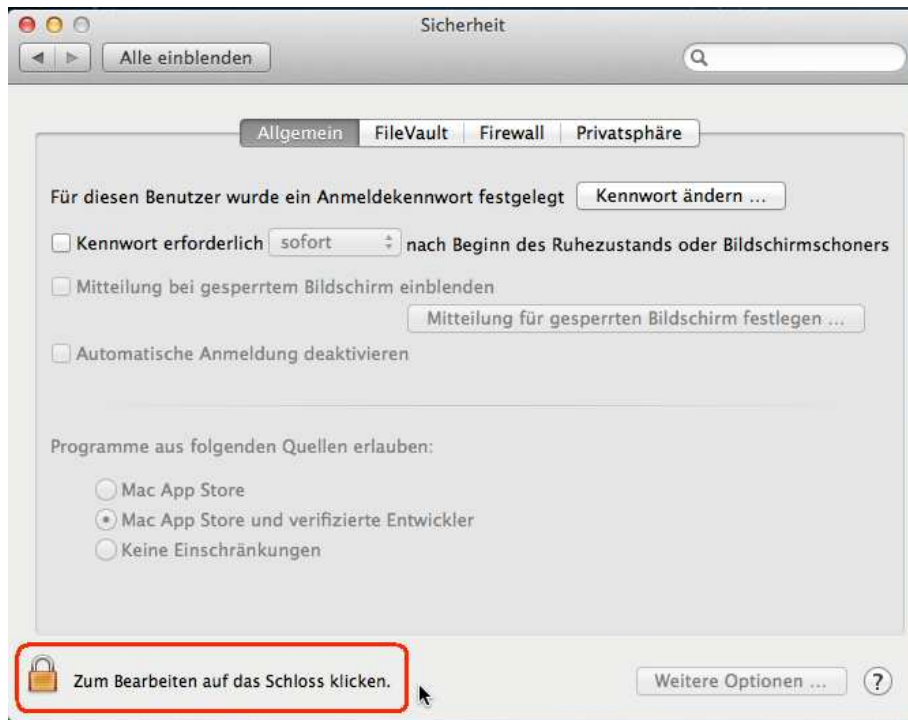 Sicherheit
Alle einblenden
Allgemein FileVault Firewall Privatsphäre
Für diesen Benutzer wurde ein Anmeldekennwort festgelegt Kennwort ändern ...
Kennwort erforderlich sofort nach Beginn des Ruhezustands oder Bildschirmschoners
Mitteilung bei gesperrtem Bildschirm einblenden
Mitteilung für gesperrten Bildschirm festlegen ...
Automatische Anmeldung deaktivieren
Programme aus folgenden Quellen erlauben:
Mac App Store
Mac App Store und verifizierte Entwickler
Keine Einschränkungen
Zum Bearbeiten auf das Schloss klicken. Weitere Optionen ... ?